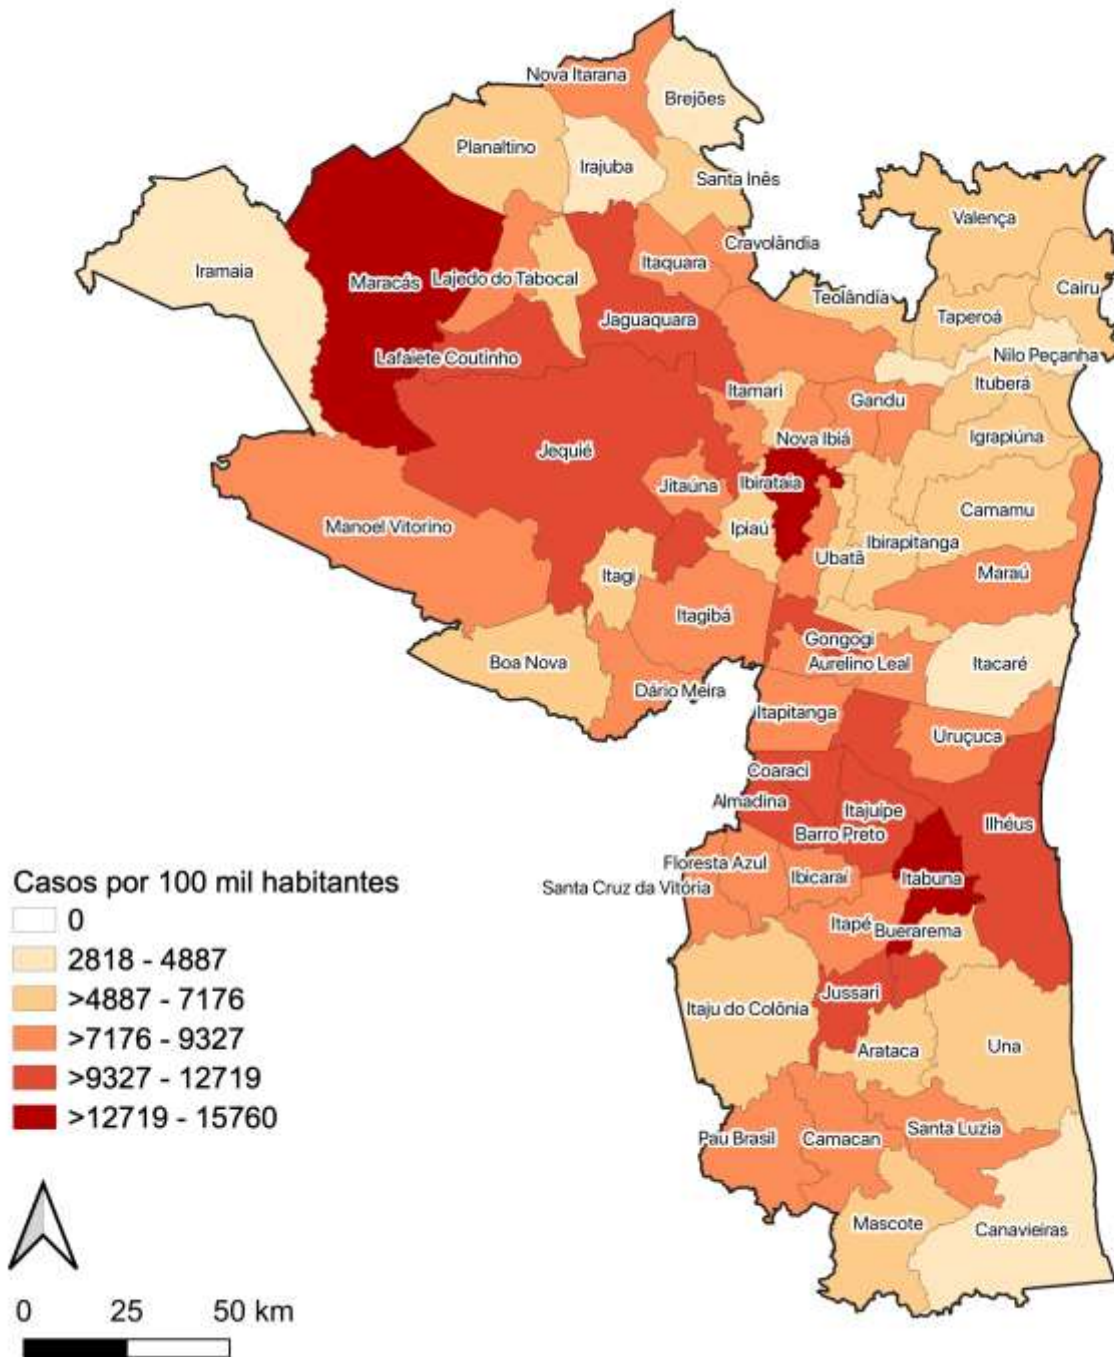 Nova Itarana
Brejões
Planaltino
Irajuba
Santa Inês
Valença
Cravolândia
Itaquara
Iramaia
Maracás
Lajedo do Tabocal
Teolândia
Cairu
Taperoá
Jaguaquara
Lafaiete Coutinho
Nilo Peçanha
Ituberá
Itamari
Gandu
Nova Ibiá
Igrapiúna
Jequié
Jitaúna
Ibirataia
Camamu
Manoel Vitorino
Ipiaú
Ibirapitanga
Ubatã
Itagi
Maraú
Itagibá
Gongogi
Boa Nova
Aurelino Leal
Itacaré
Dário Meira
Itapitanga
Uruçuca
Coaraci
Almadina
Itajuípe
Ilhéus
Barro Preto
Floresta Azul
Ibicaraí
Itabuna
Santa Cruz da Vitória
Itapé
Buerarema
Jussari
Itaju do Colônia
Arataca
Una
Pau Brasil
Camacan
Santa Luzia
Mascote
Canavieiras
Casos por 100 mil habitantes
0
2818 - 4887
>4887 - 7176
>7176 - 9327
>9327 - 12719
>12719 - 15760
0 25 50 km